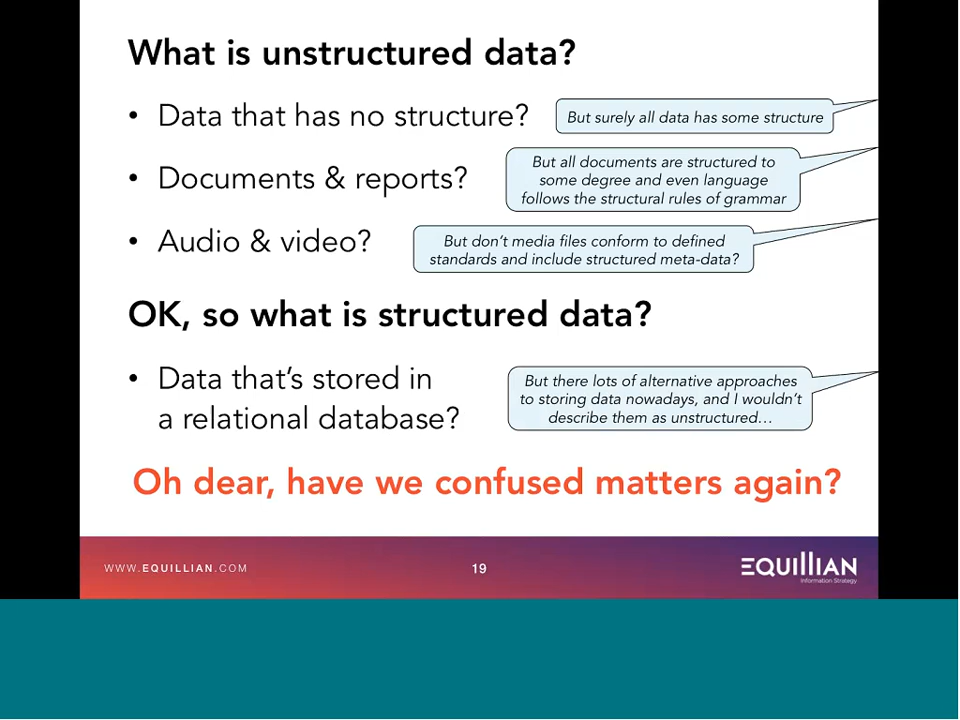 What is unstructured data?
• Data that has no structure?
But surely all data has some structure
• Documents & reports?
But all documents are structured to
some degree and even language
follows the structural rules of grammar
• Audio & video?
But don't media files conform to defined
standards and include structured meta-data?
OK, so what is structured data?
• Data that's stored in
a relational database?
But there lots of alternative approaches
to storing data nowadays, and I wouldn't
describe them as unstructured...
Oh dear, have we confused matters again?
WWW.EQUILLIAN.COM
19
EQUILLIAN
Information Strategy